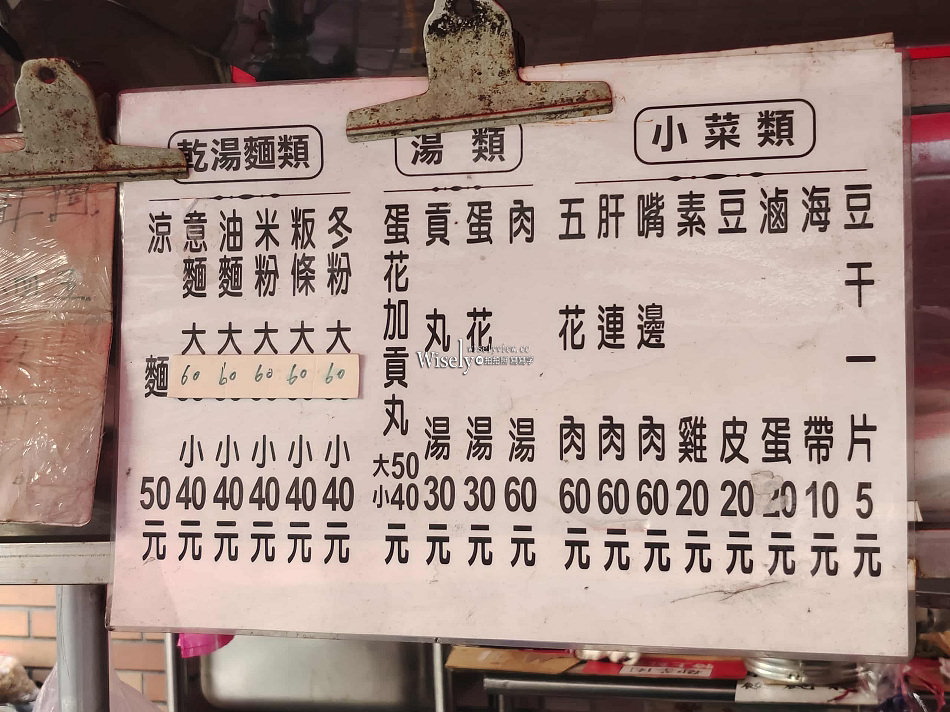 小菜類
豆干一片5元
海帶10元
滷蛋20元
豆皮20元
素雞20元
嘴邊肉60元
肝連肉60元
五花肉60元
湯類
肉湯60元
蛋花湯30元
貢丸湯30元
蛋花加貢丸大50小40元
乾湯麵類
冬粉大60小40元
粄條大60小40元
米粉大60小40元
油麵大60小40元
意麵大60小40元
涼麵50元
wiselyview.cc
Wisely